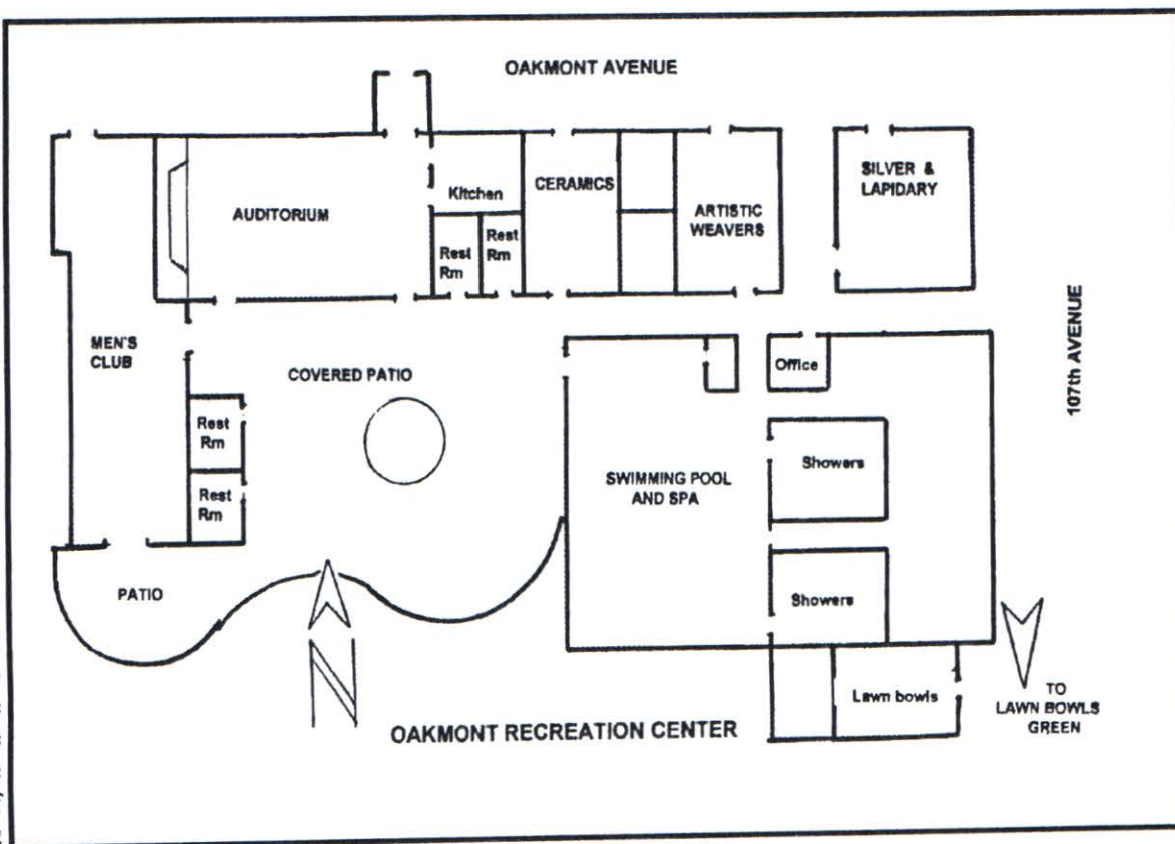 OAKMONT AVENUE
SILVER &
LAPIDARY
Kitchen
CERAMICS
AUDITORIUM
ARTISTIC
WEAVERS
Rest
Rm
Rest
Rm
MEN'S
CLUB
COVERED PATIO
Office
107th AVENUE
Rest
Rm
Showers
SWIMMING POOL
AND SPA
Rest
Rm
PATIO
Showers
N
Lawn bowls
TO
LAWN BOWLS
GREEN
OAKMONT RECREATION CENTER